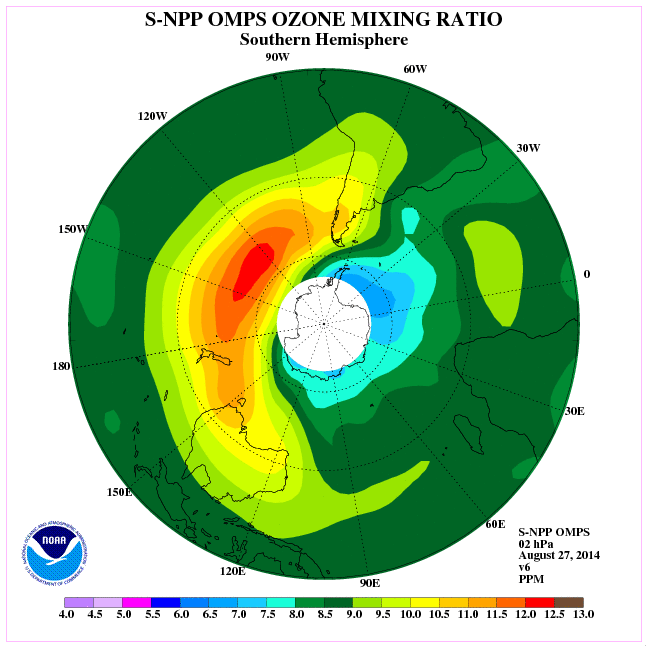 S-NPP OMPS OZONE MIXING RATIO
Southern Hemisphere
90W
60W
120W
30W
150W
0
180
30E
150E
60E
120E
90E
NOAA
S-NPP OMPS
02 hPa
August 27, 2014
v6
PPM
4.0 4.5 5.0 5.5 6.0 6.5 7.0 7.5 8.0 8.5 9.0 9.5 10.0 10.5 11.0 11.5 12.0 12.5 13.0